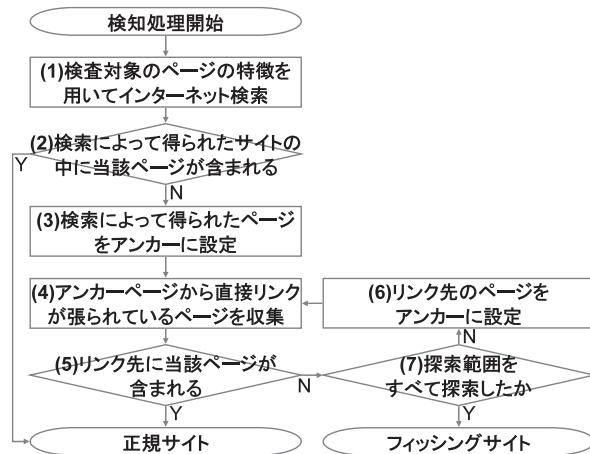 検知処理開始
(1)検査対象のページの特徴を
用いてインターネット検索
(2)検索によって得られたサイトの
中に当該ページが含まれる
Y
N
(3)検索によって得られたページ
をアンカーに設定
(4)アンカーページから直接リンク
が張られているページを収集
(6)リンク先のページを
アンカーに設定
(5)リンク先に当該ページが
含まれる
N
Y
(7)探索範囲を
すべて探索したか
N
Y
正規サイト
フィッシングサイト